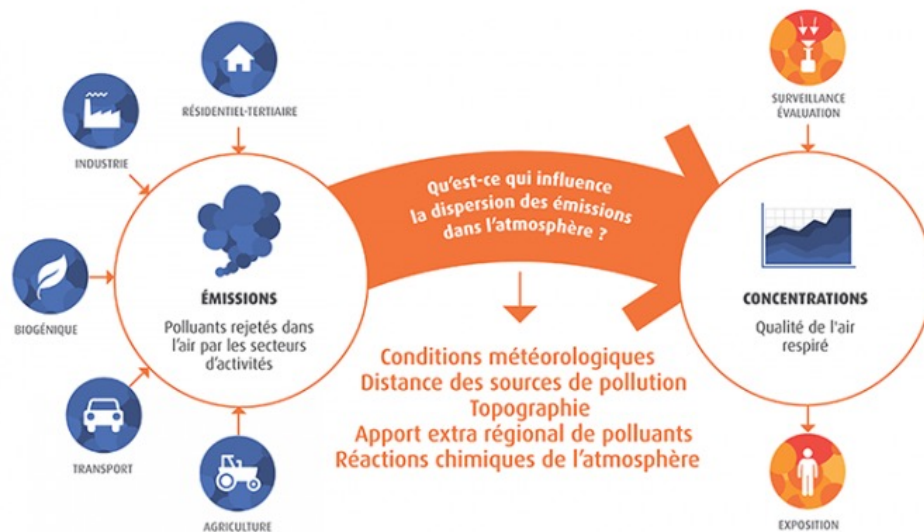 RÉSIDENTIEL-TERTIAIRE
INDUSTRIE
BIOGÉNIQUE
TRANSPORT
AGRICULTURE
ÉMISSIONS
Polluants rejetés dans
l'air par les secteurs
d'activités
Qu'est-ce qui influence
la dispersion des émissions
dans l'atmosphère ?
Conditions météorologiques
Distance des sources de pollution
Topographie
Apport extra régional de polluants
Réactions chimiques de l'atmosphère
SURVEILLANCE
ÉVALUATION
CONCENTRATIONS
Qualité de l'air
respiré
EXPOSITION